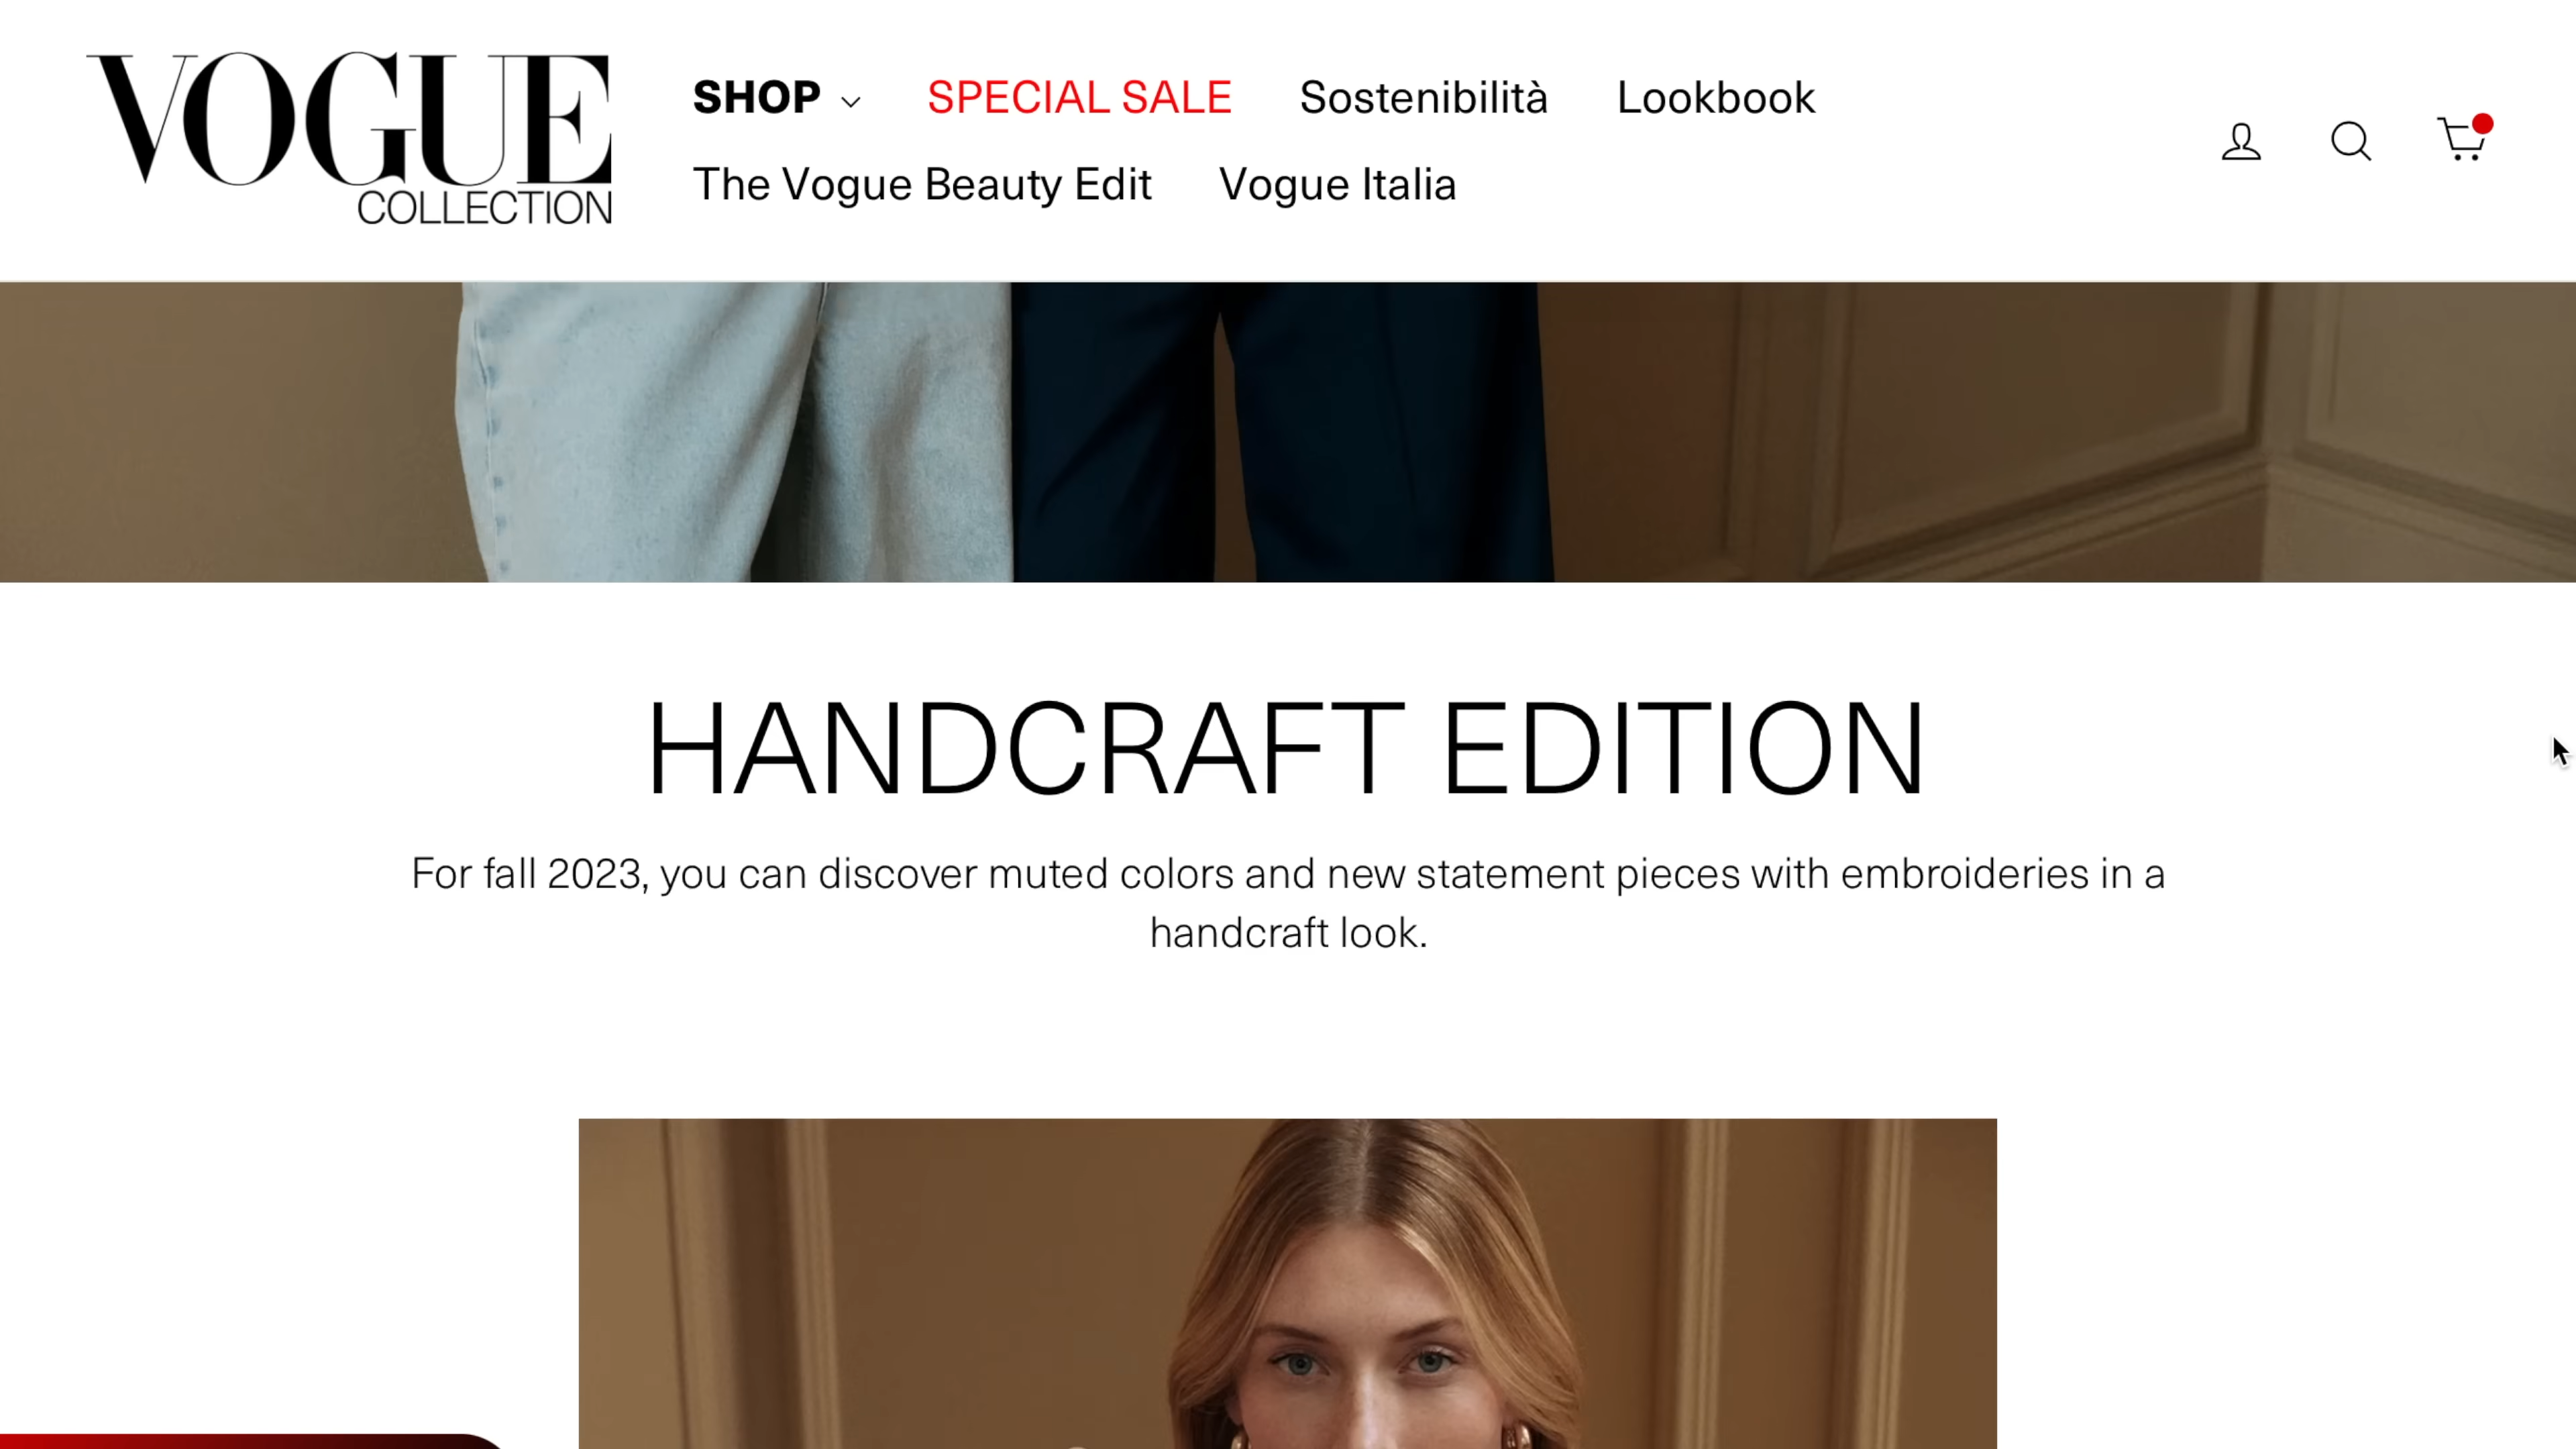 VOGUE
COLLECTION
SHOP
SPECIAL SALE
Sostenibilità
Lookbook
The Vogue Beauty Edit
Vogue Italia
HANDCRAFT EDITION
For fall 2023, you can discover muted colors and new statement pieces with embroideries in a
handcraft look.